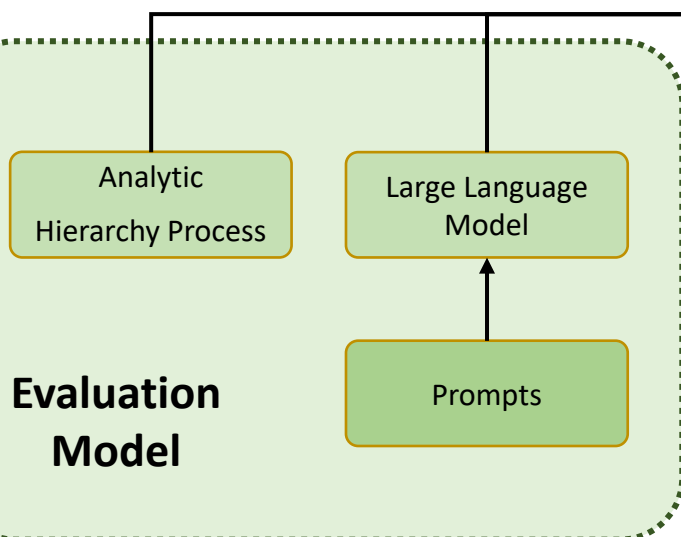 Analytic
Hierarchy Process
Large Language
Model
Prompts
Evaluation
Model